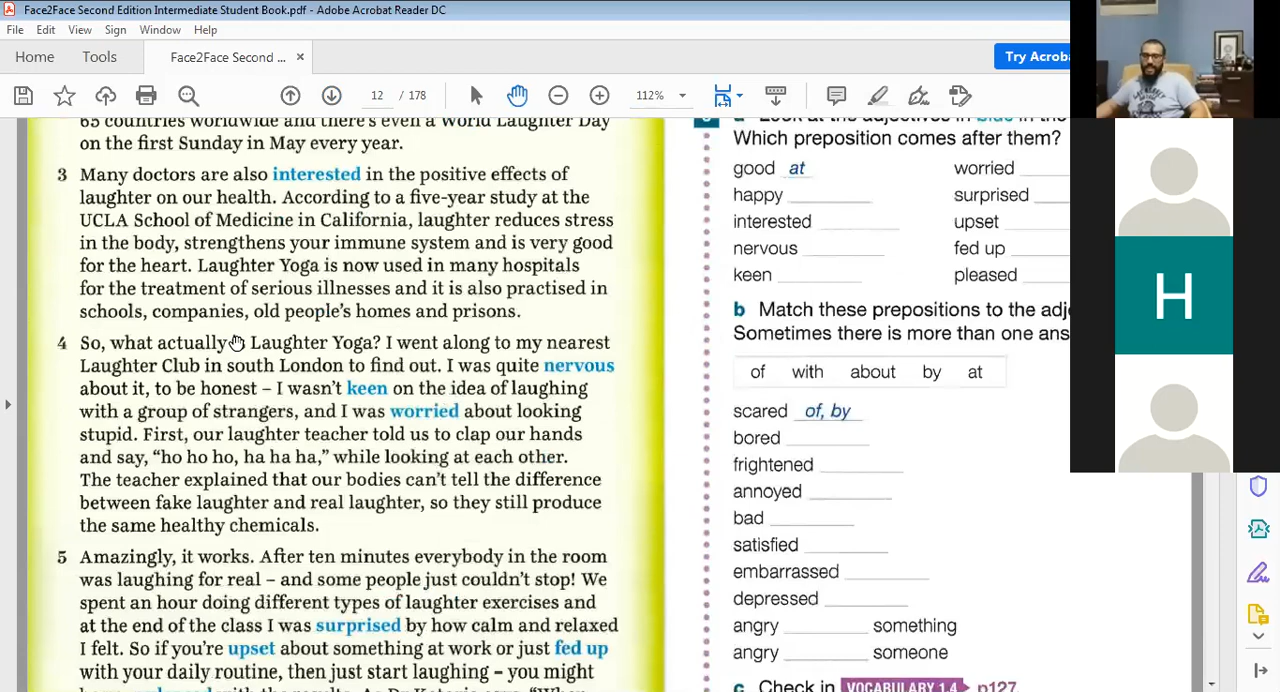 Face2Face Second Edition Intermediate Student Book.pdf - Adobe Acrobat Reader DC
File Edit View Sign Window Help
Home Tools Face2Face Second ... × Try Acroba
12 / 178 112%
65 countries worldwide and there's even a World Laughter Day
on the first Sunday in May every year.
3 Many doctors are also interested in the positive effects of
laughter on our health. According to a five-year study at the
UCLA School of Medicine in California, laughter reduces stress
in the body, strengthens your immune system and is very good
for the heart. Laughter Yoga is now used in many hospitals
for the treatment of serious illnesses and it is also practised in
schools, companies, old people's homes and prisons.
4 So, what actually Laughter Yoga? I went along to my nearest
Laughter Club in south London to find out. I was quite nervous
about it, to be honest – I wasn't keen on the idea of laughing
with a group of strangers, and I was worried about looking
stupid. First, our laughter teacher told us to clap our hands
and say, "ho ho ho, ha ha ha," while looking at each other.
The teacher explained that our bodies can't tell the difference
between fake laughter and real laughter, so they still produce
the same healthy chemicals.
5 Amazingly, it works. After ten minutes everybody in the room
was laughing for real – and some people just couldn't stop! We
spent an hour doing different types of laughter exercises and
at the end of the class I was surprised by how calm and relaxed
I felt. So if you're upset about something at work or just fed up
with your daily routine, then just start laughing – you might
a Look at the adjectives in blue in the
Which preposition comes after them?
good at worried
happy surprised
interested upset
nervous fed up
keen pleased
b Match these prepositions to the adj
Sometimes there is more than one ans
of with about by at
scared of, by
bored
frightened
annoyed
bad
satisfied
embarrassed
depressed
angry something
angry someone
c Check in VOCABULARY 1.4 p127.
H